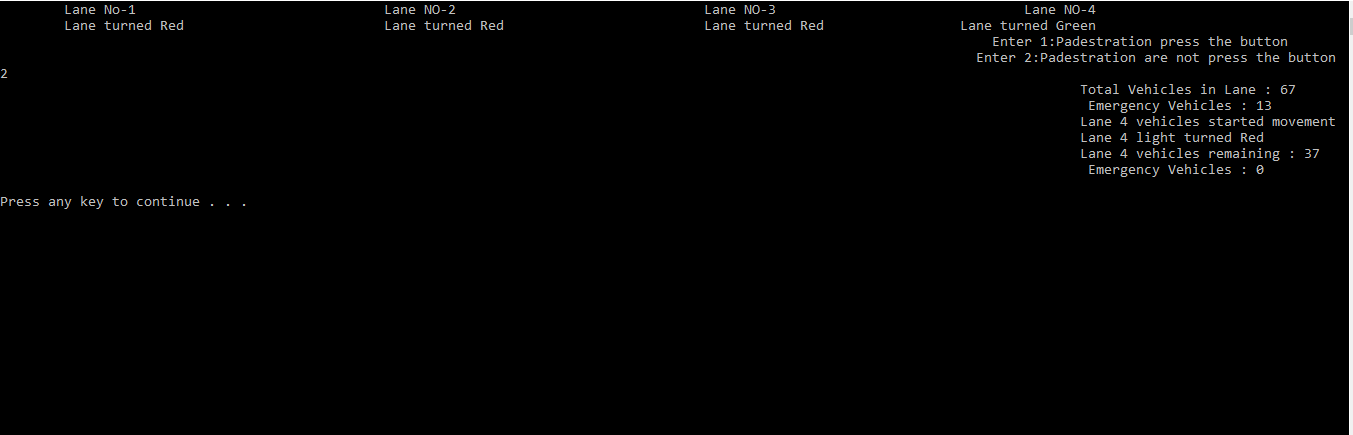 Lane No-1 Lane NO-2 Lane NO-3 Lane NO-4
Lane turned Red Lane turned Red Lane turned Red Lane turned Green
Enter 1:Padestration press the button
Enter 2:Padestration are not press the button
2
Total Vehicles in Lane : 67
Emergency Vehicles : 13
Lane 4 vehicles started movement
Lane 4 light turned Red
Lane 4 vehicles remaining : 37
Emergency Vehicles : 0
Press any key to continue . . .